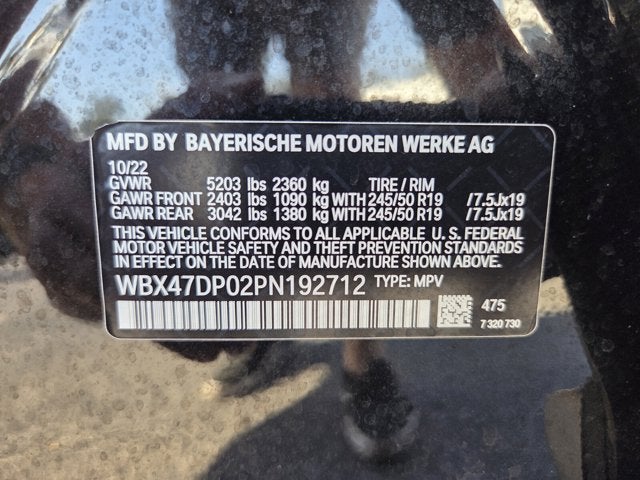 MFD BY BAYERISCHE MOTOREN WERKE AG
10/22
GVWR 5203 lbs 2360 kg TIRE / RIM
GAWR FRONT 2403 lbs 1090 kg WITH 245/50 R19 /7.5Jx19
GAWR REAR 3042 lbs 1380 kg WITH 245/50 R19 /7.5Jx19
THIS VEHICLE CONFORMS TO ALL APPLICABLE U. S. FEDERAL
MOTOR VEHICLE SAFETY AND THEFT PREVENTION STANDARDS
IN EFFECT ON THE DATE OF MANUFACTURE SHOWN ABOVE.
WBX47DP02PN192712 TYPE: MPV
475
7 320 730